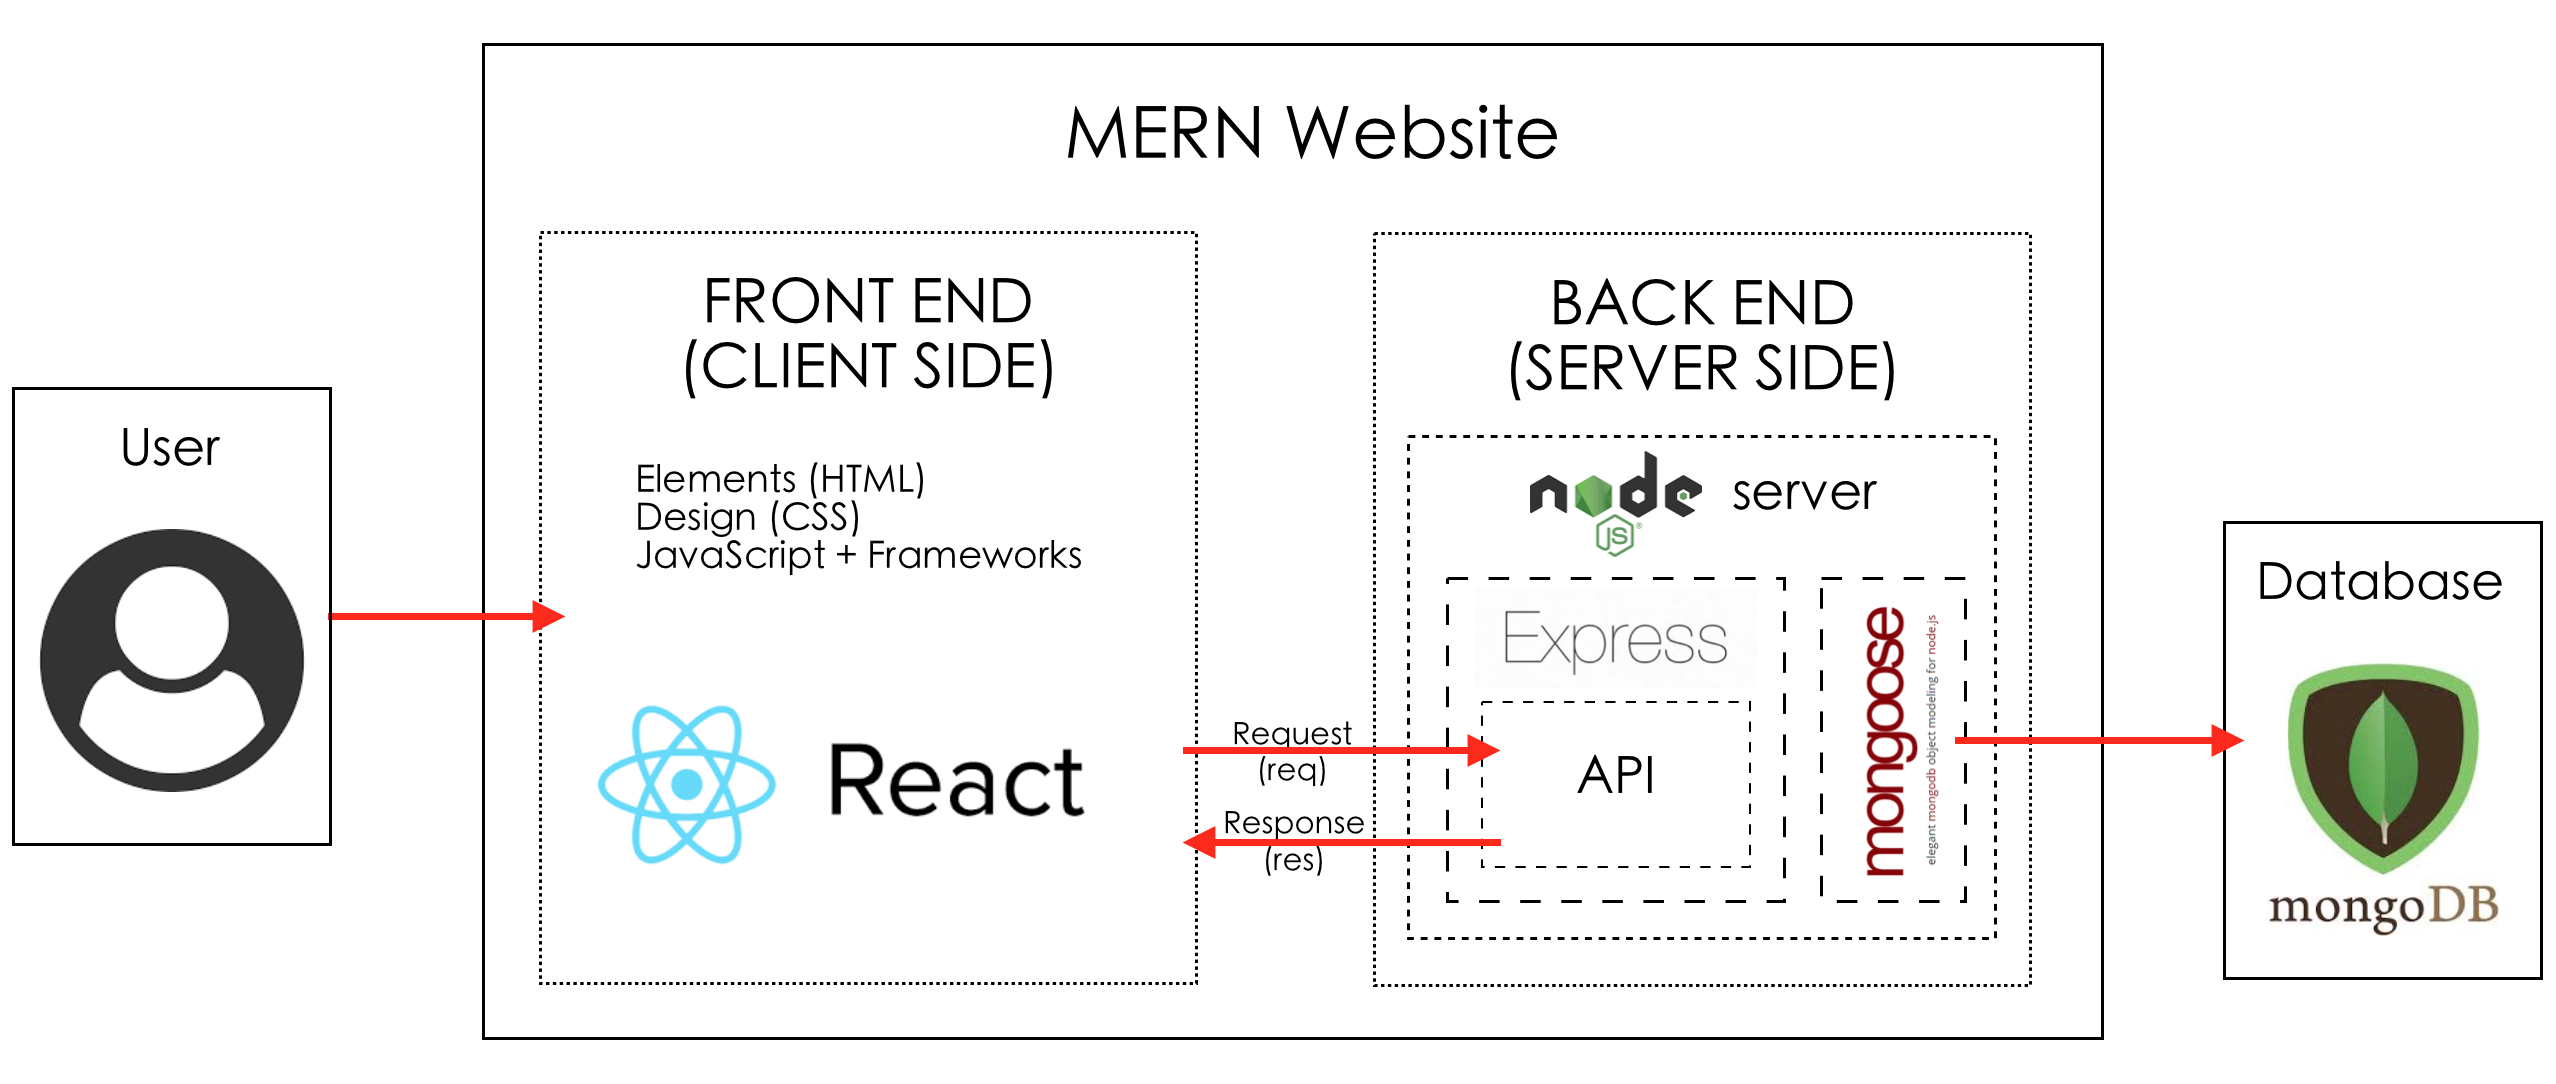 MERN Website
User
FRONT END
(CLIENT SIDE)
Elements (HTML)
Design (CSS)
JavaScript + Frameworks
React
Request
(req)
Response
(res)
BACK END
(SERVER SIDE)
node server
JS®
Express
API
mongoose
elegant mongodb object modeling for node.js
Database
mongoDB